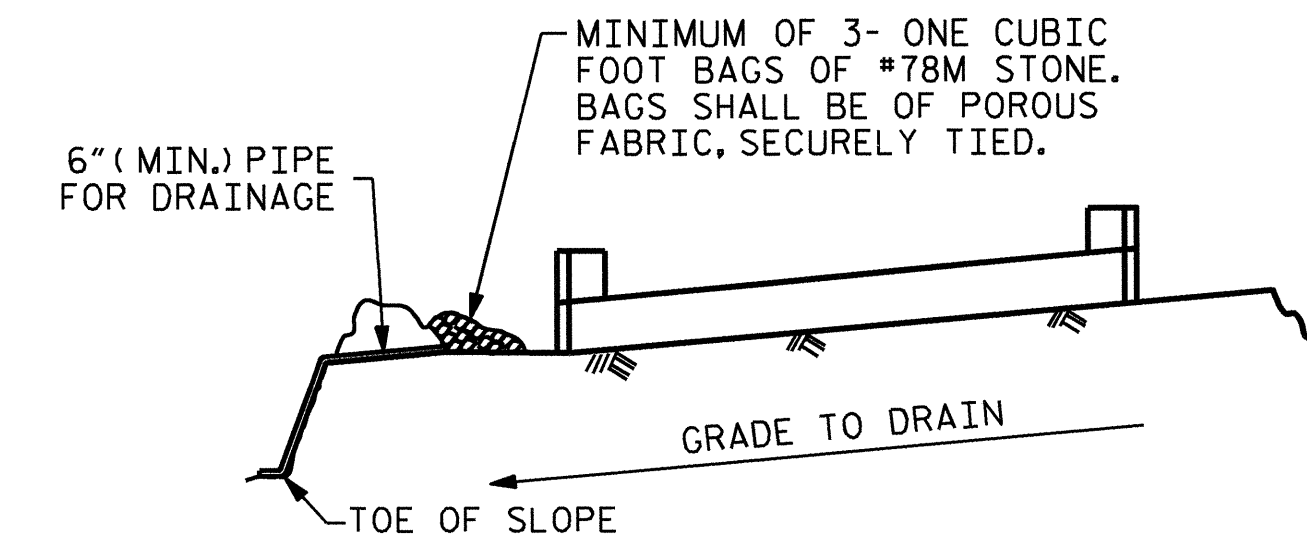 MINIMUM OF 3- ONE CUBIC
FOOT BAGS OF #78M STONE.
BAGS SHALL BE OF POROUS
FABRIC, SECURELY TIED.
6"(MIN.) PIPE
FOR DRAINAGE
GRADE TO DRAIN
TOE OF SLOPE